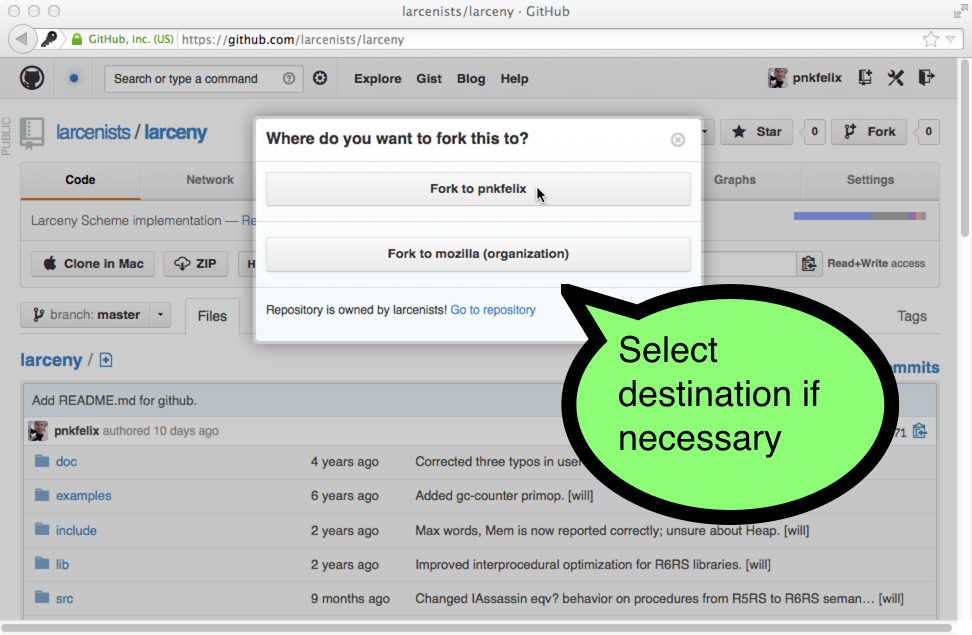 larcenists/larceny · GitHub
GitHub, Inc. (US) https://github.com/larcenists/larceny
Search or type a command Explore Gist Blog Help pnkfelix
PUBLIC
larcenists / larceny
Star 0 Fork 0
Where do you want to fork this to?
Code Network Graphs Settings
Fork to pnkfelix
Larceny Scheme implementation — Re
Fork to mozilla (organization)
Clone in Mac ZIP H Read+Write access
Repository is owned by larcenists! Go to repository
branch: master Files Tags
Select
destination if
necessary
larceny / mmits
Add README.md for github.
pnkfelix authored 10 days ago 71
doc 4 years ago Corrected three typos in user
examples 6 years ago Added gc-counter primop. [will]
include 2 years ago Max words, Mem is now reported correctly; unsure about Heap. [will]
lib 2 years ago Improved interprocedural optimization for R6RS libraries. [will]
src 9 months ago Changed IAssassin eqv? behavior on procedures from R5RS to R6RS seman… [will]